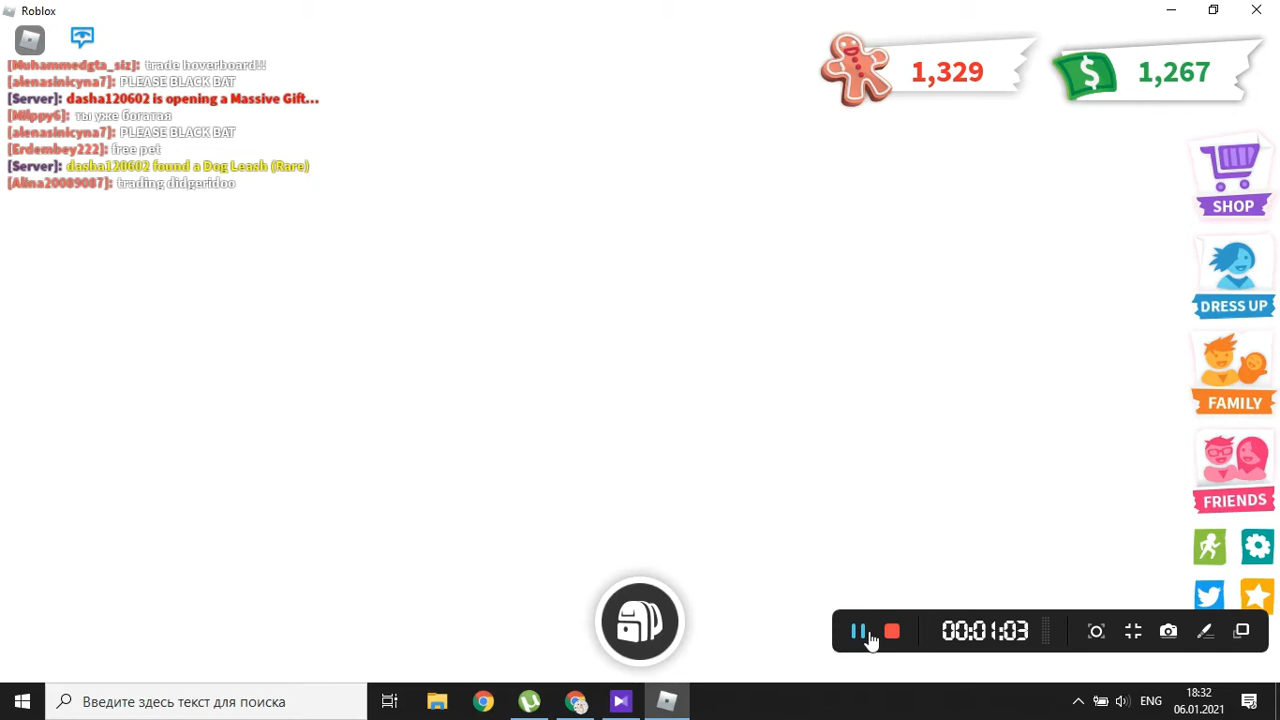 Roblox
[Muhammedgta_siz]: trade hoverboard!!
[alenasinicyna7]: PLEASE BLACK BAT
[Server]: dasha120602 is opening a Massive Gift...
[Milppy6]: ты уже богатая
[alenasinicyna7]: PLEASE BLACK BAT
[Erdembey222]: free pet
[Server]: dasha120602 found a Dog Leash (Rare)
[Alina20089087]: trading didgeridoo
1,329
$ 1,267
SHOP
DRESS UP
FAMILY
FRIENDS
00:01:03
Введите здесь текст для поиска
ENG
18:32
06.01.2021